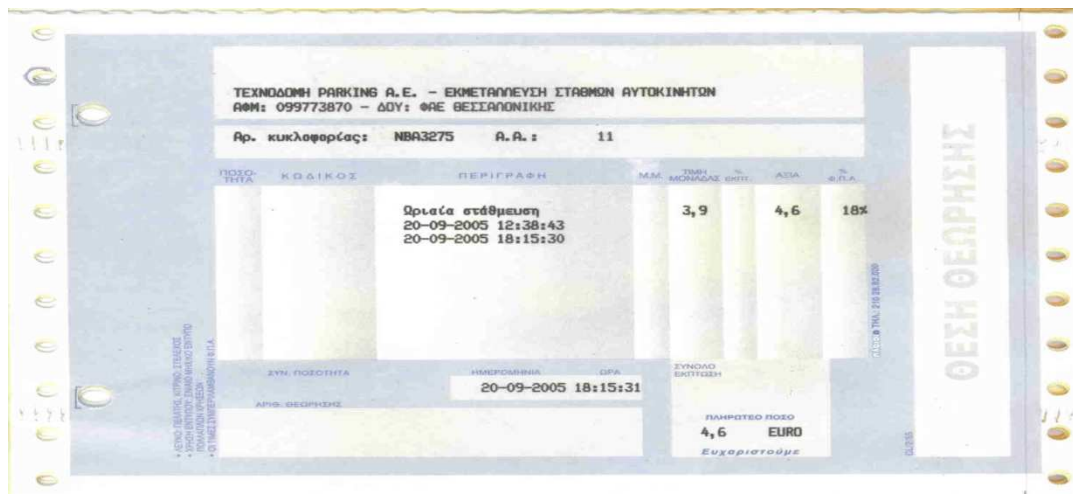 ΤΕΧΝΟΔΟΜΗ PARKING Α.Ε. - ΕΚΜΕΤΑΛΛΕΥΣΗ ΣΤΑΘΜΩΝ ΑΥΤΟΚΙΝΗΤΩΝ
ΑΦΜ: 099773870 - ΔΟΥ: ΦΑΕ ΘΕΣΣΑΛΟΝΙΚΗΣ
Αρ. κυκλοφορίας: NBA3275 Α.Α.: 11
ΠΟΣΟ-ΤΗΤΑ ΚΩΔΙΚΟΣ ΠΕΡΙΓΡΑΦΗ Μ.Μ. ΤΙΜΗ ΜΟΝΑΔΑΣ % ΕΚΠΤ. ΑΞΙΑ % Φ.Π.Α.
Ωριαία στάθμευση 3,9 4,6 18%
20-09-2005 12:38:43
20-09-2005 18:15:30
ΣΥΝ. ΠΟΣΟΤΗΤΑ ΗΜΕΡΟΜΗΝΙΑ ΩΡΑ ΣΥΝΟΛΟ ΕΚΠΤΩΣΗ
20-09-2005 18:15:31
ΑΡΙΘ. ΘΕΩΡΗΣΗΣ
ΠΛΗΡΩΤΕΟ ΠΟΣΟ
4,6 EURO
Ευχαριστούμε
ΘΕΣΗ ΘΕΩΡΗΣΗΣ